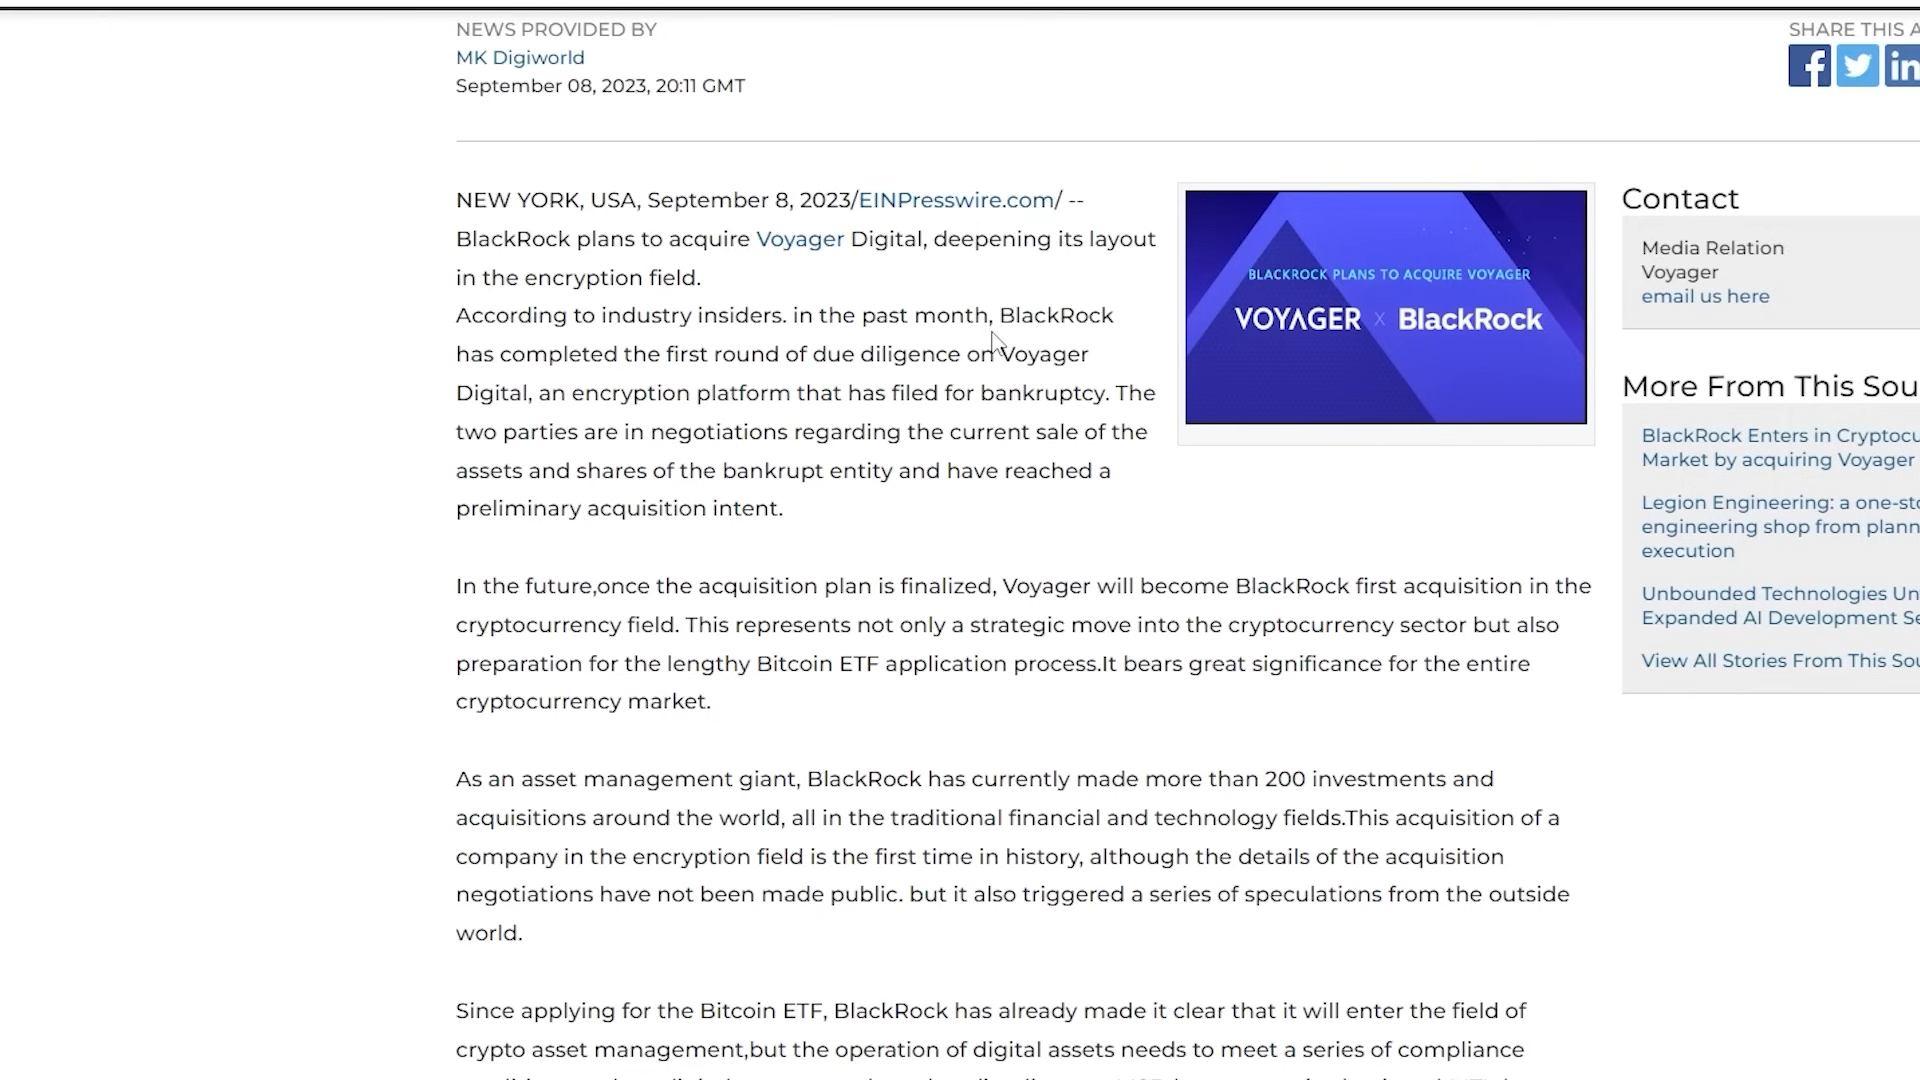 NEWS PROVIDED BY
MK Digiworld
September 08, 2023, 20:11 GMT
SHARE THIS A
NEW YORK, USA, September 8, 2023/EINPresswire.com/ --
BlackRock plans to acquire Voyager Digital, deepening its layout
in the encryption field.
According to industry insiders. in the past month, BlackRock
has completed the first round of due diligence on Voyager
Digital, an encryption platform that has filed for bankruptcy. The
two parties are in negotiations regarding the current sale of the
assets and shares of the bankrupt entity and have reached a
preliminary acquisition intent.
BLACKROCK PLANS TO ACQUIRE VOYAGER
VOYAGER X BlackRock
In the future,once the acquisition plan is finalized, Voyager will become BlackRock first acquisition in the
cryptocurrency field. This represents not only a strategic move into the cryptocurrency sector but also
preparation for the lengthy Bitcoin ETF application process.It bears great significance for the entire
cryptocurrency market.
As an asset management giant, BlackRock has currently made more than 200 investments and
acquisitions around the world, all in the traditional financial and technology fields.This acquisition of a
company in the encryption field is the first time in history, although the details of the acquisition
negotiations have not been made public. but it also triggered a series of speculations from the outside
world.
Since applying for the Bitcoin ETF, BlackRock has already made it clear that it will enter the field of
crypto asset management,but the operation of digital assets needs to meet a series of compliance
Contact
Media Relation
Voyager
email us here
More From This Sou
BlackRock Enters in Cryptocu
Market by acquiring Voyager
Legion Engineering: a one-sto
engineering shop from plann
execution
Unbounded Technologies Un
Expanded AI Development Se
View All Stories From This Sou